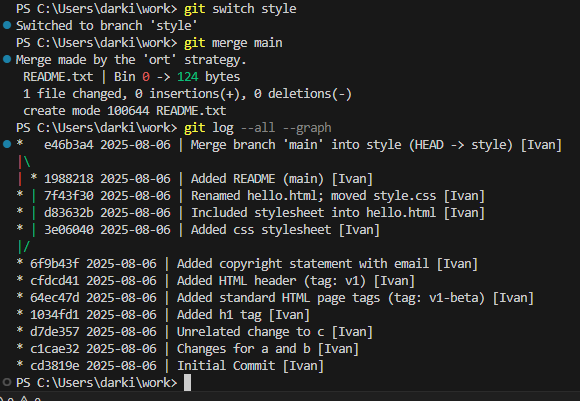 PS C:\Users\darki\work> git switch style
Switched to branch 'style'
PS C:\Users\darki\work> git merge main
Merge made by the 'ort' strategy.
 README.txt | Bin 0 -> 124 bytes
 1 file changed, 0 insertions(+), 0 deletions(-)
 create mode 100644 README.txt
PS C:\Users\darki\work> git log --all --graph
*   e46b3a4 2025-08-06 | Merge branch 'main' into style (HEAD -> style) [Ivan]
|\
| * 1988218 2025-08-06 | Added README (main) [Ivan]
* | 7f43f30 2025-08-06 | Renamed hello.html; moved style.css [Ivan]
* | d83632b 2025-08-06 | Included stylesheet into hello.html [Ivan]
* | 3e06040 2025-08-06 | Added css stylesheet [Ivan]
|/
* 6f9b43f 2025-08-06 | Added copyright statement with email [Ivan]
* cfdcd41 2025-08-06 | Added HTML header (tag: v1) [Ivan]
* 64ec47d 2025-08-06 | Added standard HTML page tags (tag: v1-beta) [Ivan]
* 1034fd1 2025-08-06 | Added h1 tag [Ivan]
* d7de357 2025-08-06 | Unrelated change to c [Ivan]
* c1cae32 2025-08-06 | Changes for a and b [Ivan]
* cd3819e 2025-08-06 | Initial Commit [Ivan]
PS C:\Users\darki\work>